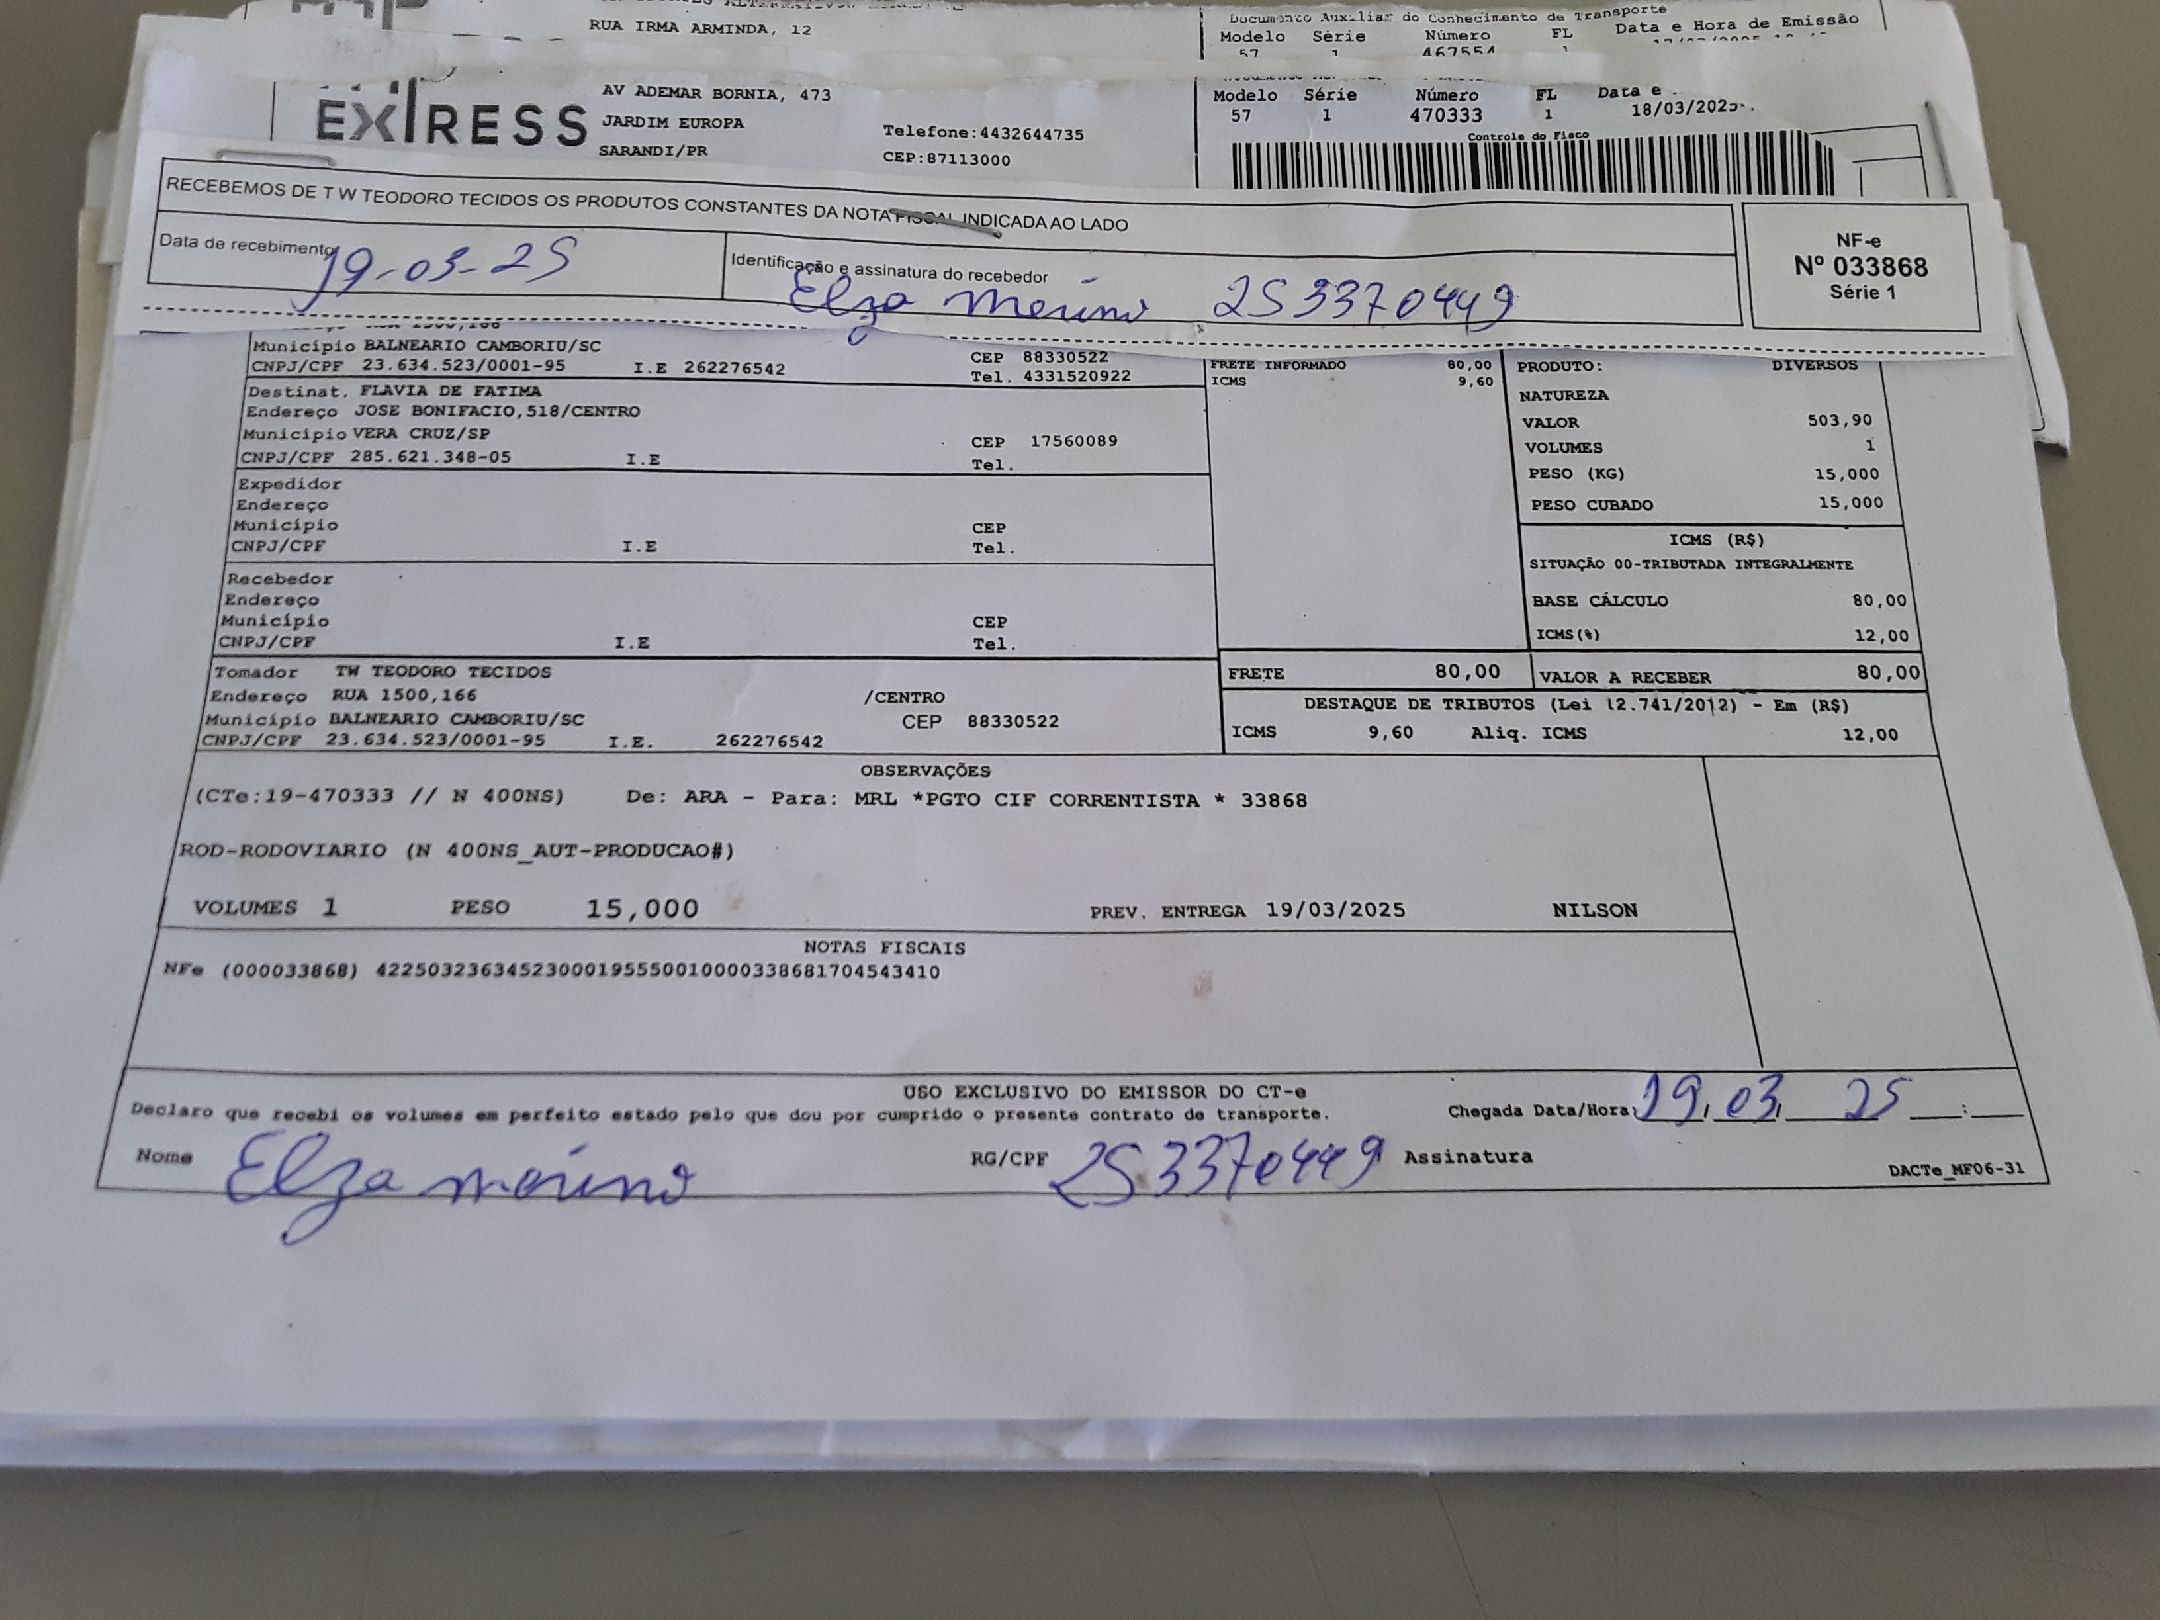 RUA IRMA ARMINDA, 12
Documento Auxiliar do Conhecimento de Transporte
Modelo Série Número FL Data e Hora de Emissão
57 1 467554 1
EXPRESS
AV ADEMAR BORNIA, 473
JARDIM EUROPA
SARANDI/PR
Telefone:4432644735
CEP:87113000
Modelo Série Número FL Data e
57 1 470333 1 18/03/2025
Controle do Fisco
RECEBEMOS DE T W TEODORO TECIDOS OS PRODUTOS CONSTANTES DA NOTA FISCAL INDICADA AO LADO
Data de recebimento
19-03-25
Identificação e assinatura do recebedor
Elza Merino 253370449
NF-e
Nº 033868
Série 1
Município BALNEARIO CAMBORIU/SC CEP 88330522
CNPJ/CPF 23.634.523/0001-95 I.E 262276542 Tel. 4331520922
Destinat. FLAVIA DE FATIMA
Endereço JOSE BONIFACIO,518/CENTRO
Município VERA CRUZ/SP CEP 17560089
CNPJ/CPF 285.621.348-05 I.E Tel.
Expedidor
Endereço
Município CEP
CNPJ/CPF I.E Tel.
Recebedor
Endereço
Município CEP
CNPJ/CPF I.E Tel.
Tomador TW TEODORO TECIDOS
Endereço RUA 1500,166 /CENTRO
Município BALNEARIO CAMBORIU/SC CEP 88330522
CNPJ/CPF 23.634.523/0001-95 I.E. 262276542
FRETE INFORMADO 80,00
ICMS 9,60
PRODUTO: DIVERSOS
NATUREZA
VALOR 503,90
VOLUMES 1
PESO (KG) 15,000
PESO CUBADO 15,000
ICMS (R$)
SITUAÇÃO 00-TRIBUTADA INTEGRALMENTE
BASE CÁLCULO 80,00
ICMS(%) 12,00
FRETE 80,00 VALOR A RECEBER 80,00
DESTAQUE DE TRIBUTOS (Lei 12.741/2012) - Em (R$)
ICMS 9,60 Aliq. ICMS 12,00
OBSERVAÇÕES
(CTe:19-470333 // N 400NS) De: ARA - Para: MRL *PGTO CIF CORRENTISTA * 33868
ROD-RODOVIARIO (N 400NS_AUT-PRODUCAO#)
VOLUMES 1 PESO 15,000 PREV. ENTREGA 19/03/2025 NILSON
NOTAS FISCAIS
NFe (000033868) 42250323634523000195550010000338681704543410
USO EXCLUSIVO DO EMISSOR DO CT-e
Declaro que recebi os volumes em perfeito estado pelo que dou por cumprido o presente contrato de transporte. Chegada Data/Hora: 19/03/25 __:__
Nome Elza Merino RG/CPF 253370449 Assinatura
DACTe_MF06-31